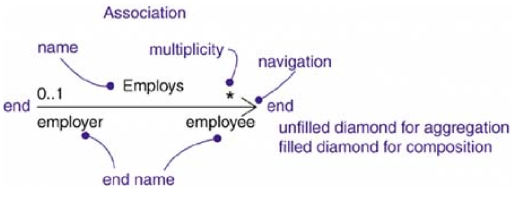 Association
name
multiplicity
navigation
0..1
Employs
*
end
end
employer
employee
unfilled diamond for aggregation
filled diamond for composition
end name